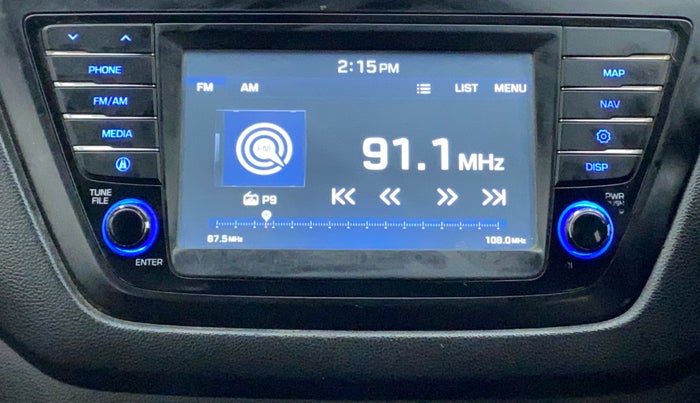 2:15 PM
FM AM LIST MENU
PHONE
FM/AM
MEDIA
TUNE
FILE
ENTER
FM
91.1 MHz
P9
87.5 MHz 108.0 MHz
MAP
NAV
DISP
PWR